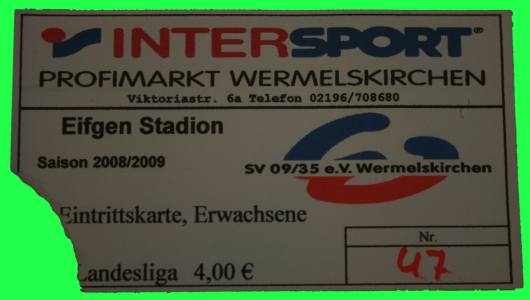 INTERSPORT®
PROFIMARKT WERMELSKIRCHEN
Viktoriastr. 6a Telefon 02196/708680
Eifgen Stadion
Saison 2008/2009
SV 09/35 e.V. Wermelskirchen
Eintrittskarte, Erwachsene
Landesliga 4,00 €
Nr.
47